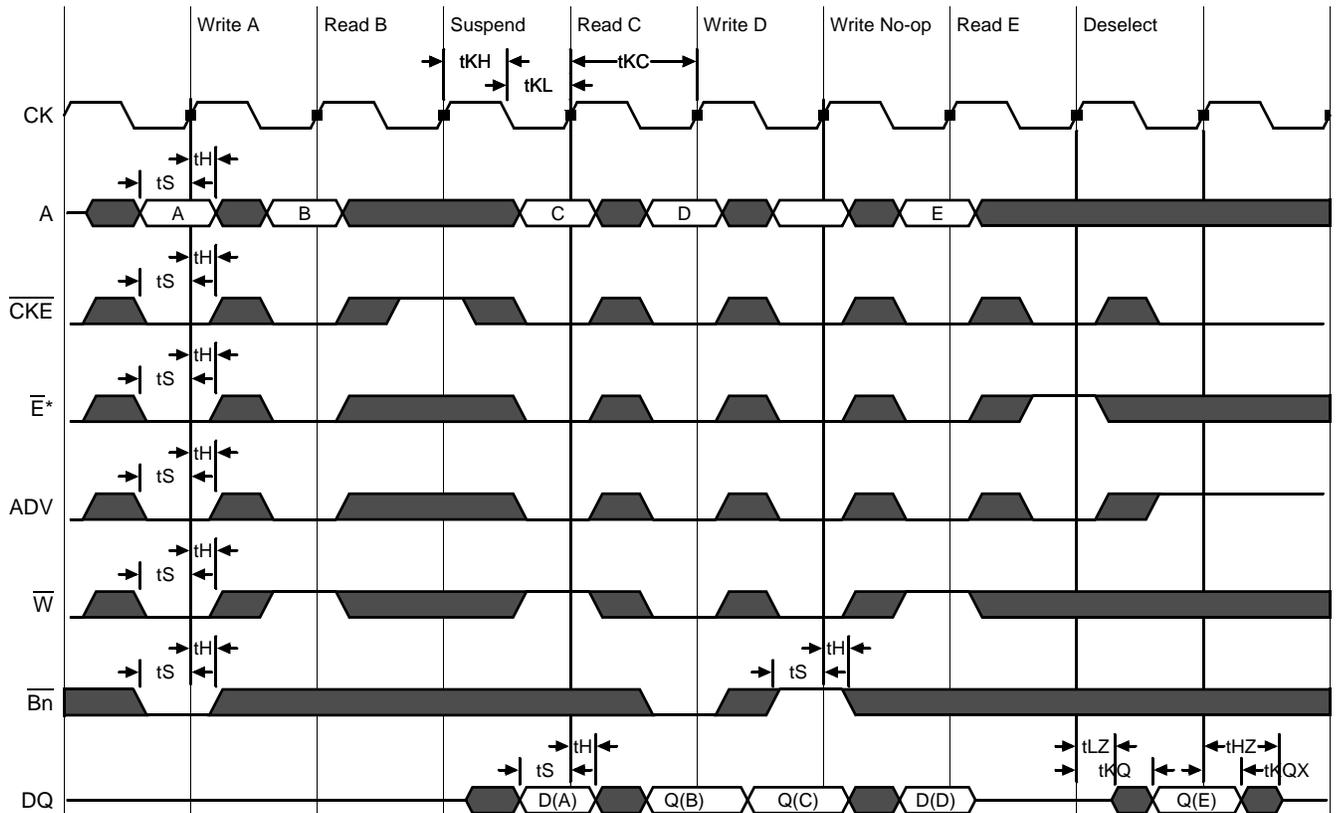 Write A Read B Suspend Read C Write D Write No-op Read E Deselect
tKH tKC
tKL
CK
tH
tS
A A B C D E
tH
tS
CKE
tH
tS
E*
tH
tS
ADV
tH
tS
W
tH tH
tS tS
Bn
tH tLZ tHZ
tS tKQ tKQX
DQ D(A) Q(B) Q(C) D(D) Q(E)